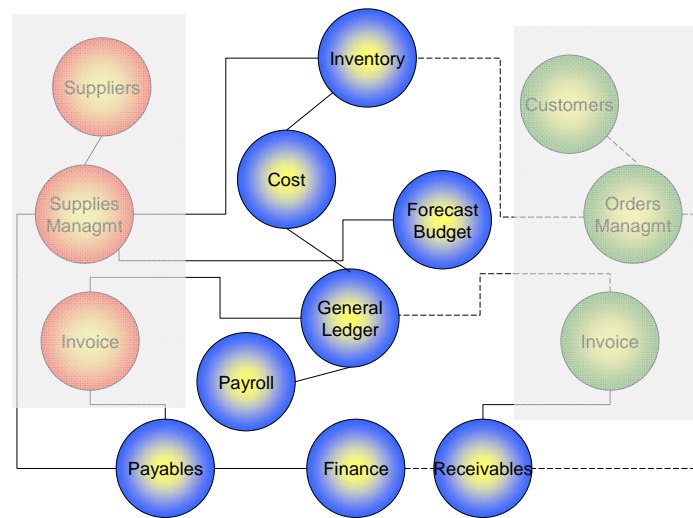 Inventory
Suppliers
Customers
Cost
Supplies
Managmt
Forecast
Budget
Orders
Managmt
General
Ledger
Invoice
Invoice
Payroll
Payables
Finance
Receivables